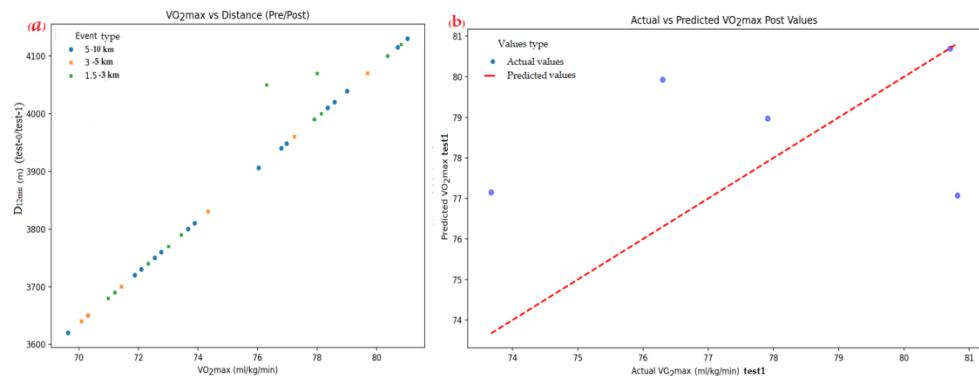 (a)
VO2max vs Distance (Pre/Post)
Event type
5-10 km
3-5 km
1.5-3 km
D12min (m) (test-0/test-1)
4100
4000
3900
3800
3700
3600
70
72
74
76
78
80
VO2max (ml/kg/min)
(b)
Actual vs Predicted VO2max Post Values
Values type
Actual values
Predicted values
Predicted VO2max test1
81
80
79
78
77
76
75
74
74
75
76
77
78
79
80
81
Actual VO2max (ml/kg/min) test1